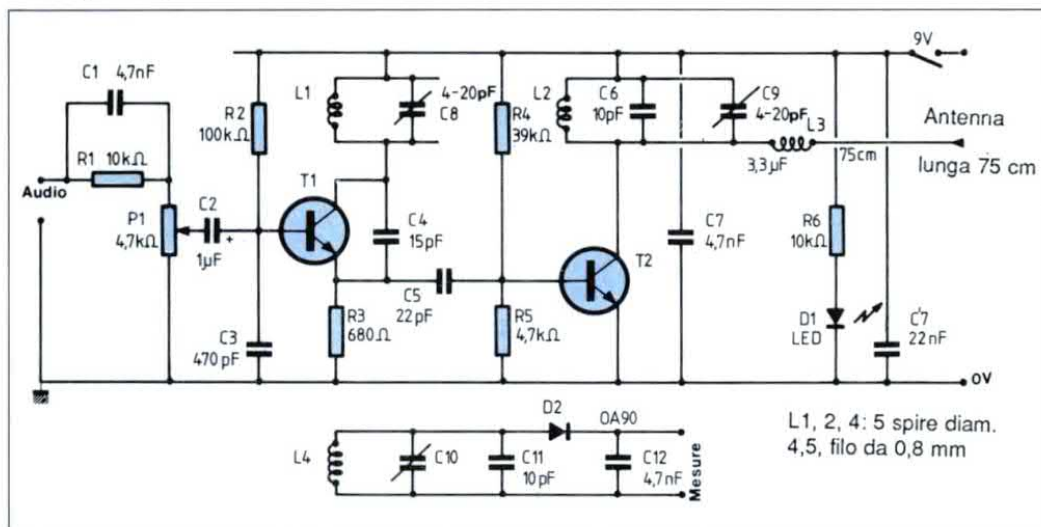 9V
C1
4,7nF
R1
10kΩ
Audio
P1
4,7kΩ
C2
1µF
+
R2
100kΩ
C3
470pF
L1
4-20pF
C8
T1
C4
15pF
R3
680Ω
C5
22pF
R4
39kΩ
R5
4,7kΩ
L2
C6
10pF
C9
4-20pF
L3
3,3µF
75cm
Antenna
lunga 75 cm
T2
C7
4,7nF
R6
10kΩ
D1
LED
C'7
22nF
0V
L4
C10
C11
10pF
D2
OA90
C12
4,7nF
Mesure
L1, 2, 4: 5 spire diam.
4,5, filo da 0,8 mm